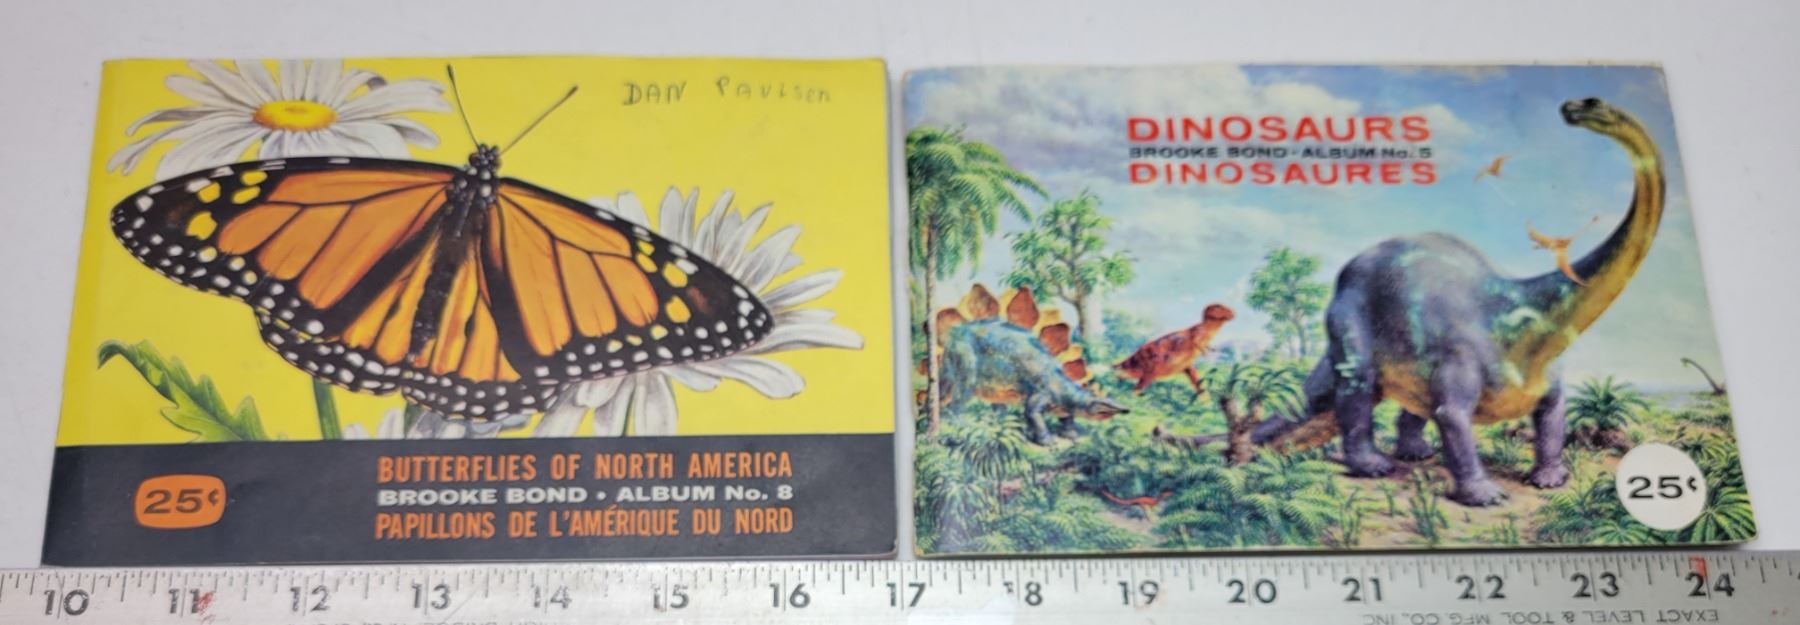 DAN PAULSEN
25¢
BUTTERFLIES OF NORTH AMERICA
BROOKE BOND • ALBUM No. 8
PAPILLONS DE L'AMÉRIQUE DU NORD
DINOSAURS
BROOKE BOND - ALBUM No. 5
DINOSAURES
25¢
10 11 12 13 14 15 16 17 18 19 20 21 22 23 24
EXACT LEVEL & TOOL MFG. CO., INC